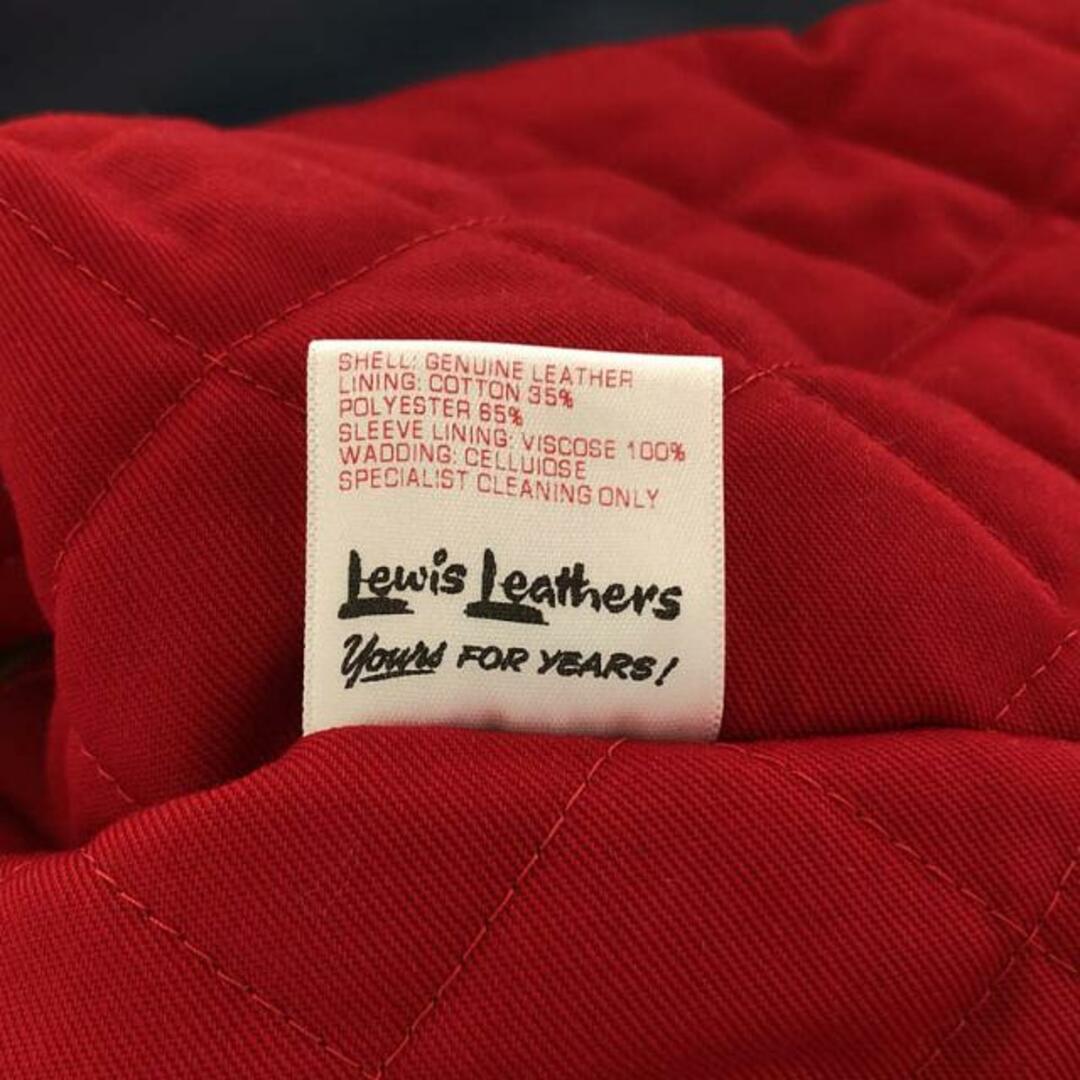 SHELL: GENUINE LEATHER
LINING: COTTON 35%
POLYESTER 65%
SLEEVE LINING: VISCOSE 100%
WADDING: CELLUIOSE
SPECIALIST CLEANING ONLY
Lewis Leathers
Yours FOR YEARS!